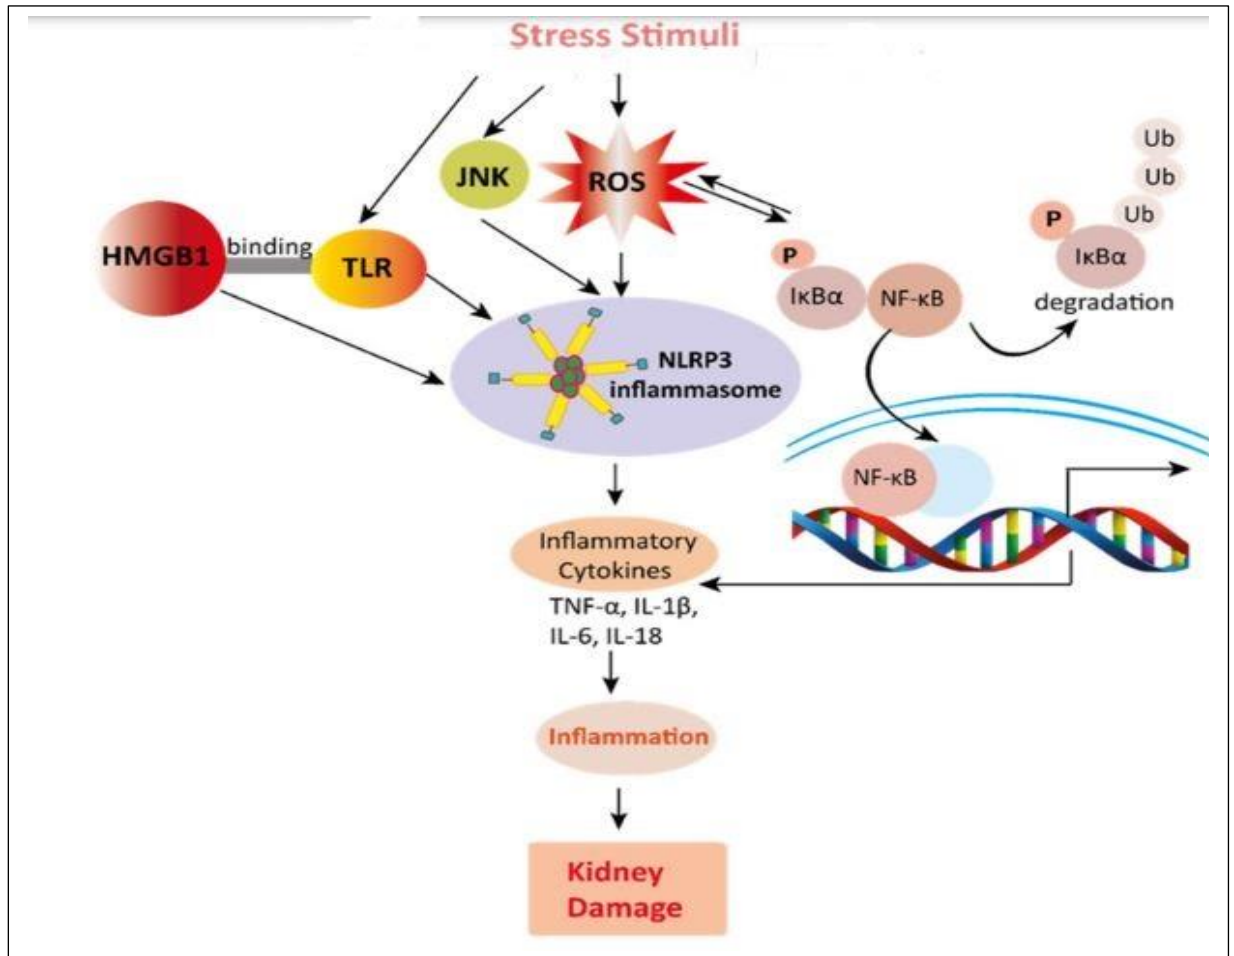 Stress Stimuli
JNK
ROS
HMGB1
binding
TLR
P
IκBα
NF-κB
Ub
Ub
Ub
P
IκBα
degradation
NLRP3
inflammasome
NF-κB
Inflammatory
Cytokines
TNF-α, IL-1β,
IL-6, IL-18
Inflammation
Kidney
Damage